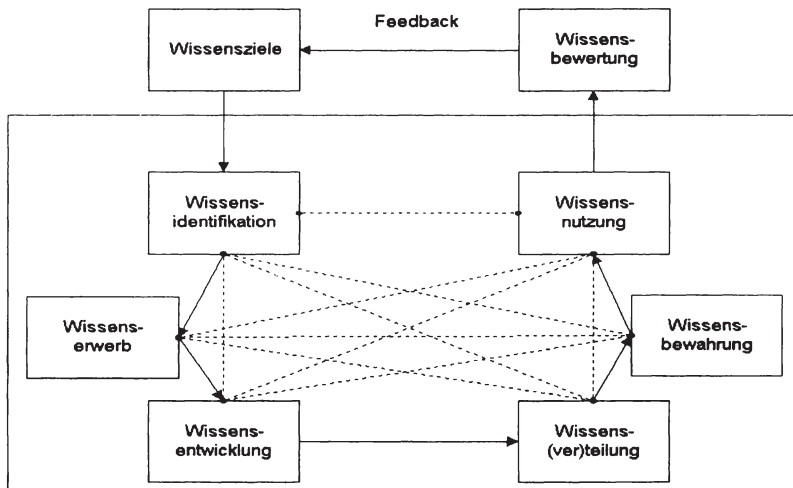 Feedback
Wissensziele
Wissens-
bewertung
Wissens-
identifikation
Wissens-
nutzung
Wissens-
erwerb
Wissens-
bewahrung
Wissens-
entwicklung
Wissens-
(ver)teilung